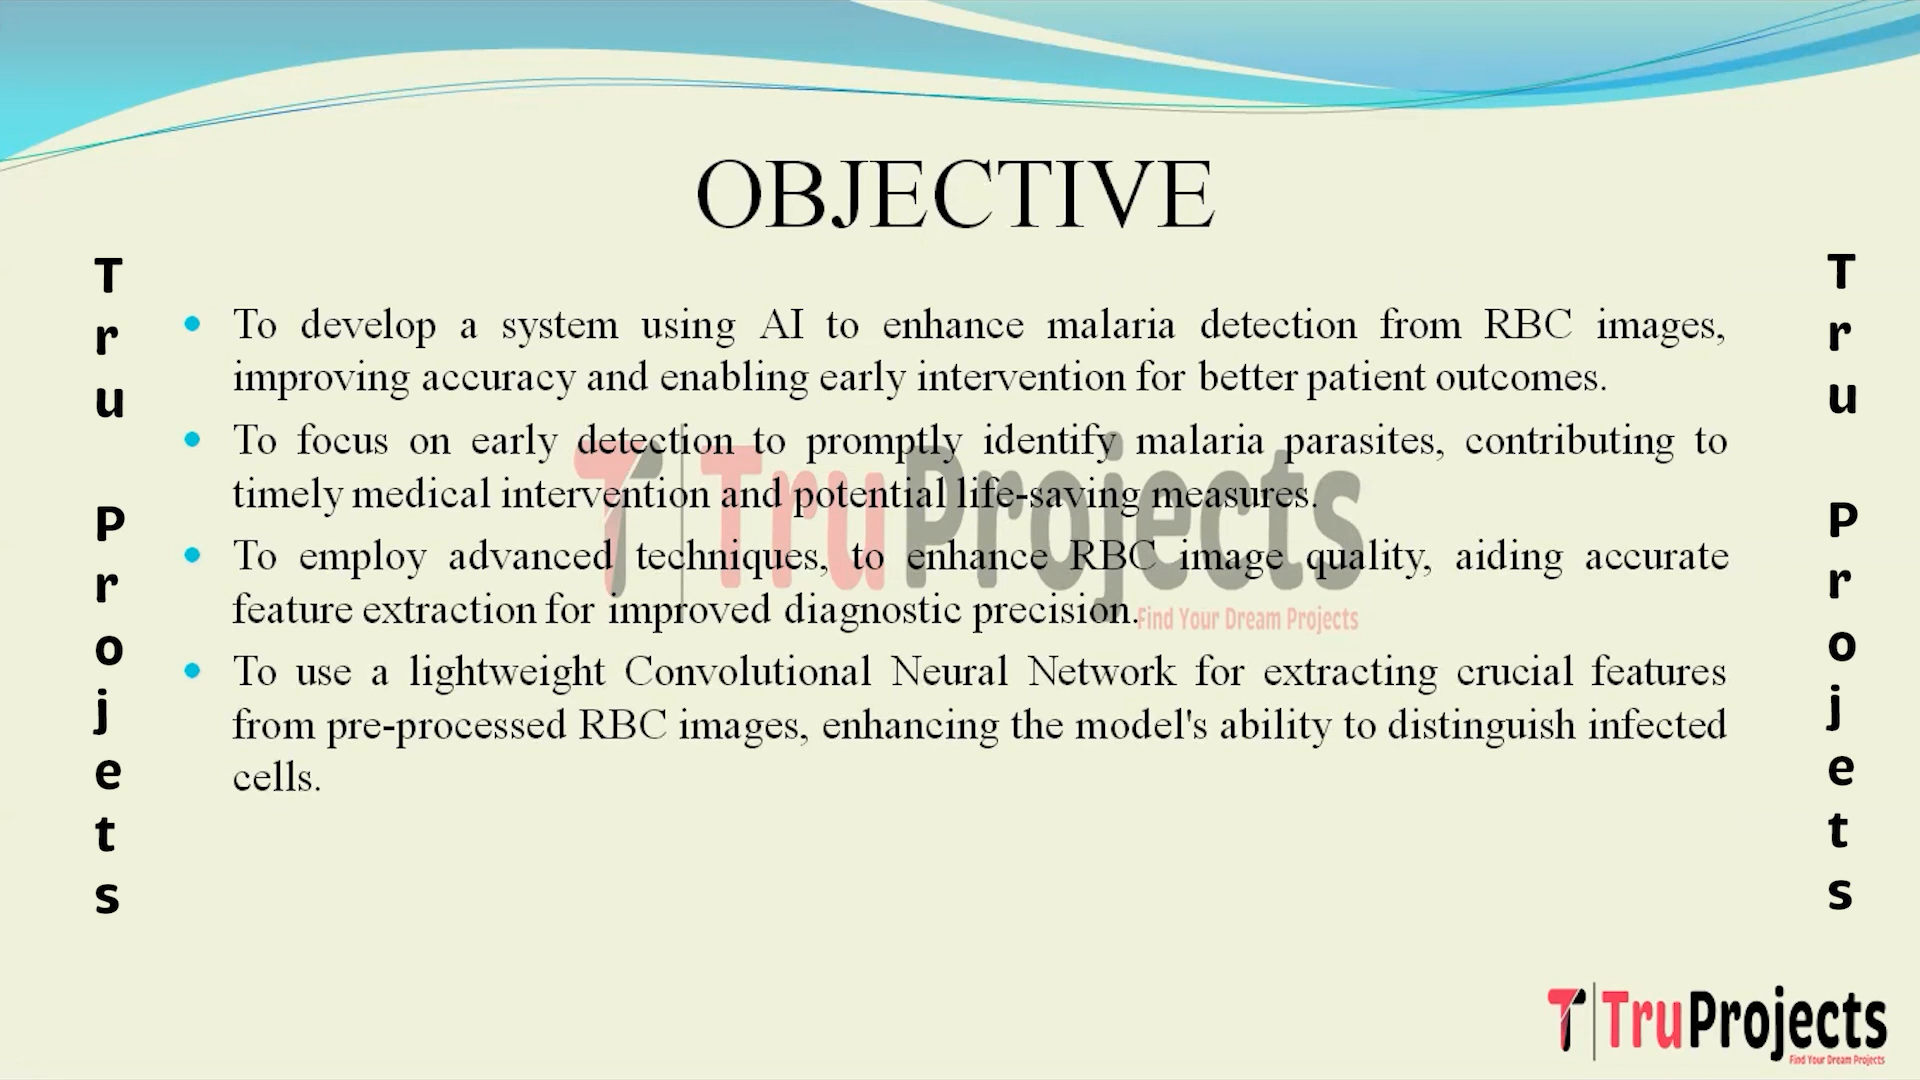 OBJECTIVE
• To develop a system using AI to enhance malaria detection from RBC images,
improving accuracy and enabling early intervention for better patient outcomes.
• To focus on early detection to promptly identify malaria parasites, contributing to
timely medical intervention and potential life-saving measures.
• To employ advanced techniques, to enhance RBC image quality, aiding accurate
feature extraction for improved diagnostic precision.
• To use a lightweight Convolutional Neural Network for extracting crucial features
from pre-processed RBC images, enhancing the model's ability to distinguish infected
cells.
Tru Projets
Tru Projets
TruProjects
Find Your Dream Projects
TruProjects
Find Your Dream Projects